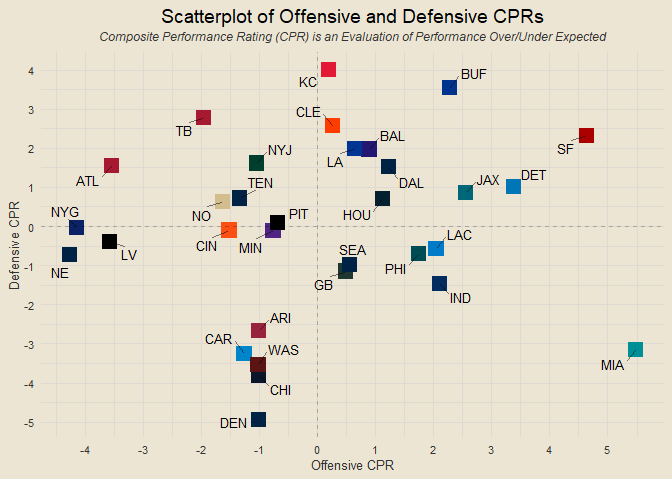 Scatterplot of Offensive and Defensive CPRs
Composite Performance Rating (CPR) is an Evaluation of Performance Over/Under Expected
4
3
2
1
0
-1
-2
-3
-4
-5
Defensive CPR
KC
BUF
TB
CLE
NYJ
LA
BAL
SF
ATL
TEN
DAL
JAX
DET
NO
HOU
NYG
PIT
CIN
MIN
LAC
LV
SEA
NE
PHI
GB
IND
ARI
CAR
WAS
MIA
CHI
DEN
-4
-3
-2
-1
0
1
2
3
4
5
Offensive CPR